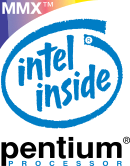 MMX™
intel®
inside
pentium®
PROCESSOR